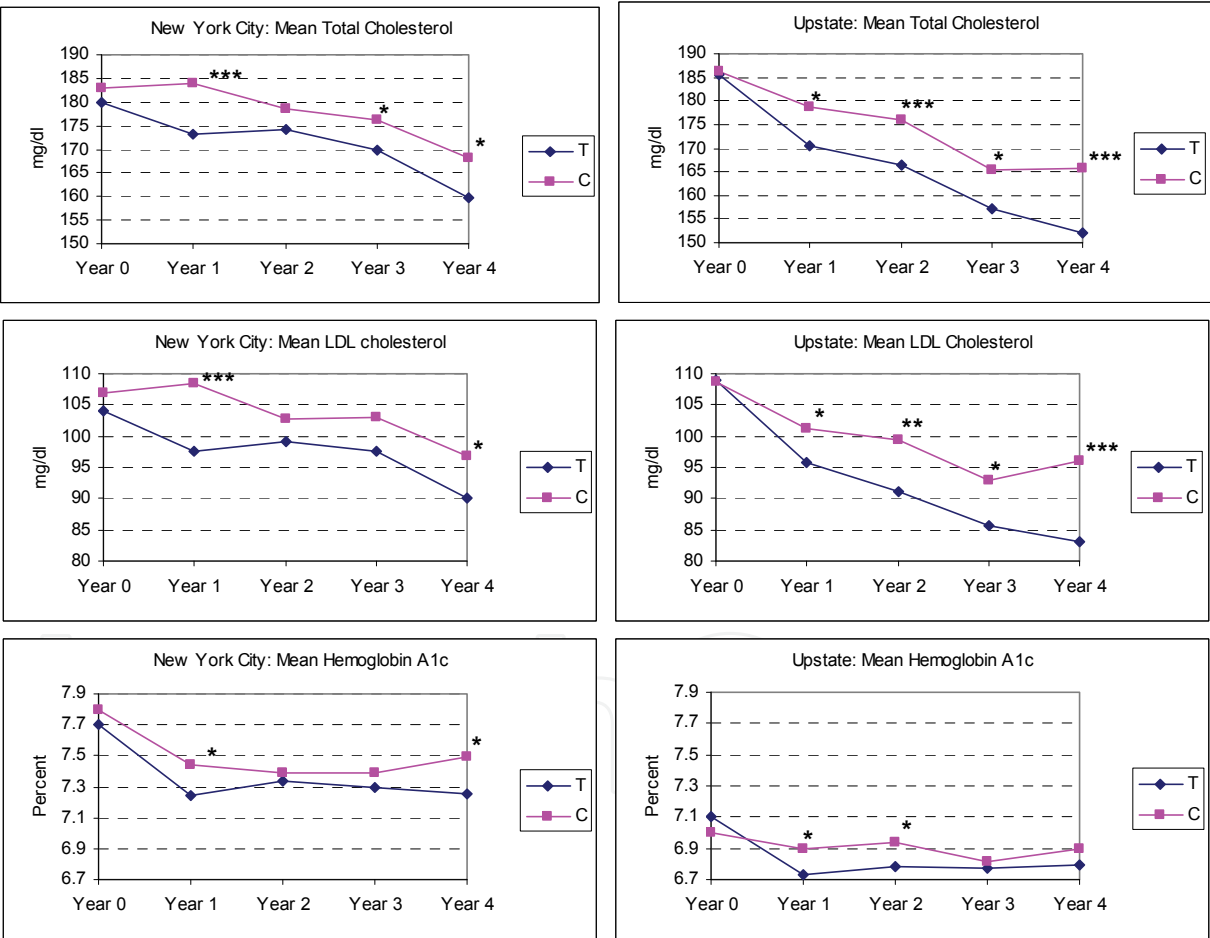 New York City: Mean Total Cholesterol
190
185
180
175
170
165
160
155
150
mg/dl
***
*
*
T
C
Year 0 Year 1 Year 2 Year 3 Year 4
Upstate: Mean Total Cholesterol
190
185
180
175
170
165
160
155
150
mg/dl
*
***
*
***
T
C
Year 0 Year 1 Year 2 Year 3 Year 4
New York City: Mean LDL cholesterol
110
105
100
95
90
85
80
mg/dl
***
*
T
C
Year 0 Year 1 Year 2 Year 3 Year 4
Upstate: Mean LDL Cholesterol
110
105
100
95
90
85
80
mg/dl
*
**
*
***
T
C
Year 0 Year 1 Year 2 Year 3 Year 4
New York City: Mean Hemoglobin A1c
7.9
7.7
7.5
7.3
7.1
6.9
6.7
Percent
*
*
T
C
Year 0 Year 1 Year 2 Year 3 Year 4
Upstate: Mean Hemoglobin A1c
7.9
7.7
7.5
7.3
7.1
6.9
6.7
Percent
*
*
T
C
Year 0 Year 1 Year 2 Year 3 Year 4